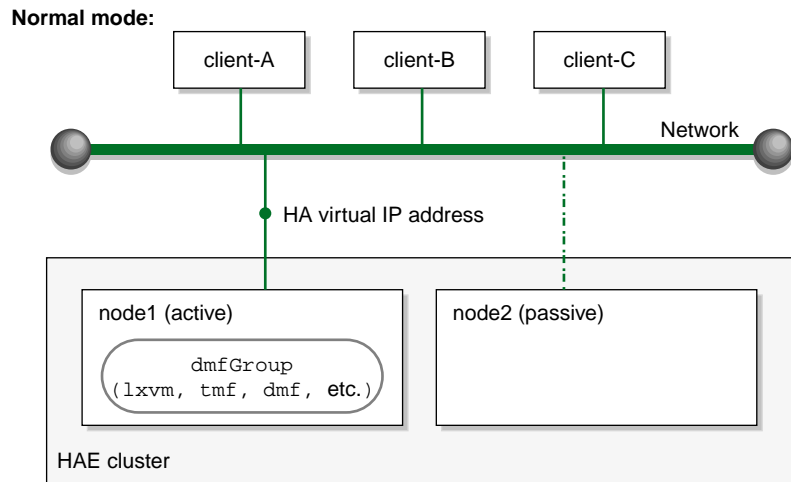 Normal mode:
client-A
client-B
client-C
Network
HA virtual IP address
node1 (active)
node2 (passive)
dmfGroup
(lxvm, tmf, dmf, etc.)
HAE cluster